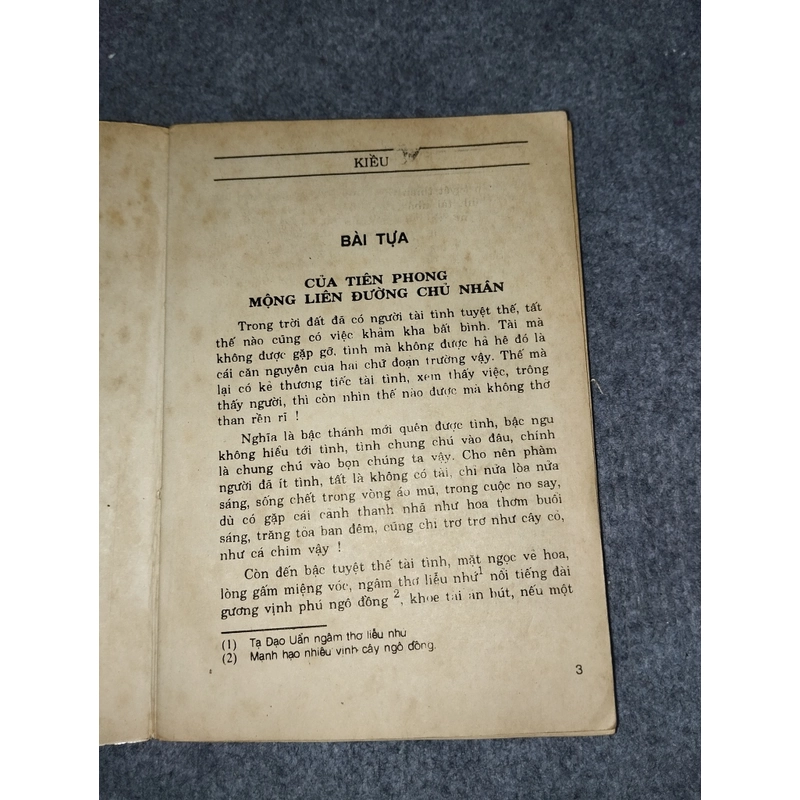 KIỀU
BÀI TỰA
CỦA TIÊN PHONG
MỘNG LIÊN ĐƯỜNG CHỦ NHÂN
Trong trời đất đã có người tài tình tuyệt thế, tất
thế nào cũng có việc khảm kha bất bình. Tài mà
không được gặp gỡ, tình mà không được hả hê đó là
cái căn nguyên cua hai chữ đoạn trường vậy. Thế mà
lại có kẻ thương tiếc tài tình, xem thấy việc, trông
thấy người, thì còn nhìn thế nào được mà không thơ
than rền rĩ !
Nghĩa là bậc thánh mới quên được tình, bậc ngu
không hiểu tới tình, tình chung chú vào đâu, chính
là chung chú vào bọn chúng ta vậy. Cho nên phàm
người đã ít tình, tất là không có tài, chỉ nửa lòa nửa
sáng, sống chết trong vòng áo mũ, trong cuộc no say,
dù có gặp cái cảnh thanh nhã như hoa thơm buổi
sáng, trăng tỏa ban đêm, cũng chỉ trơ trơ như cây cỏ,
như cá chim vậy !
Còn đến bậc tuyệt thế tài tình, mặt ngọc vẻ hoa,
lòng gấm miệng vóc, ngâm thơ liễu nhứ1 nổi tiếng đài
gương vịnh phú ngô đồng 2, khoe tài án bút, nếu một
(1) Tạ Dạo Uẩn ngâm thơ liễu nhu
(2) Mạnh hạo nhiều vinh cây ngô đồng.
3